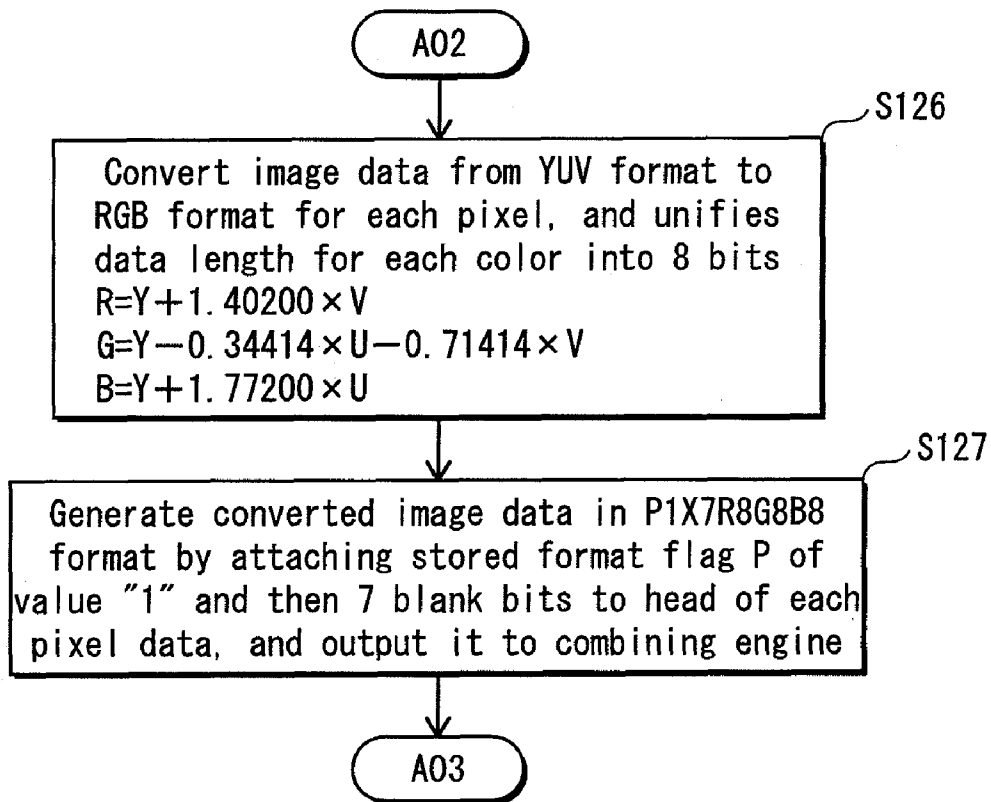 A02
S126
Convert image data from YUV format to
RGB format for each pixel, and unifies
data length for each color into 8 bits
R=Y+1.40200×V
G=Y−0.34414×U−0.71414×V
B=Y+1.77200×U
S127
Generate converted image data in P1X7R8G8B8
format by attaching stored format flag P of
value "1" and then 7 blank bits to head of each
pixel data, and output it to combining engine
A03